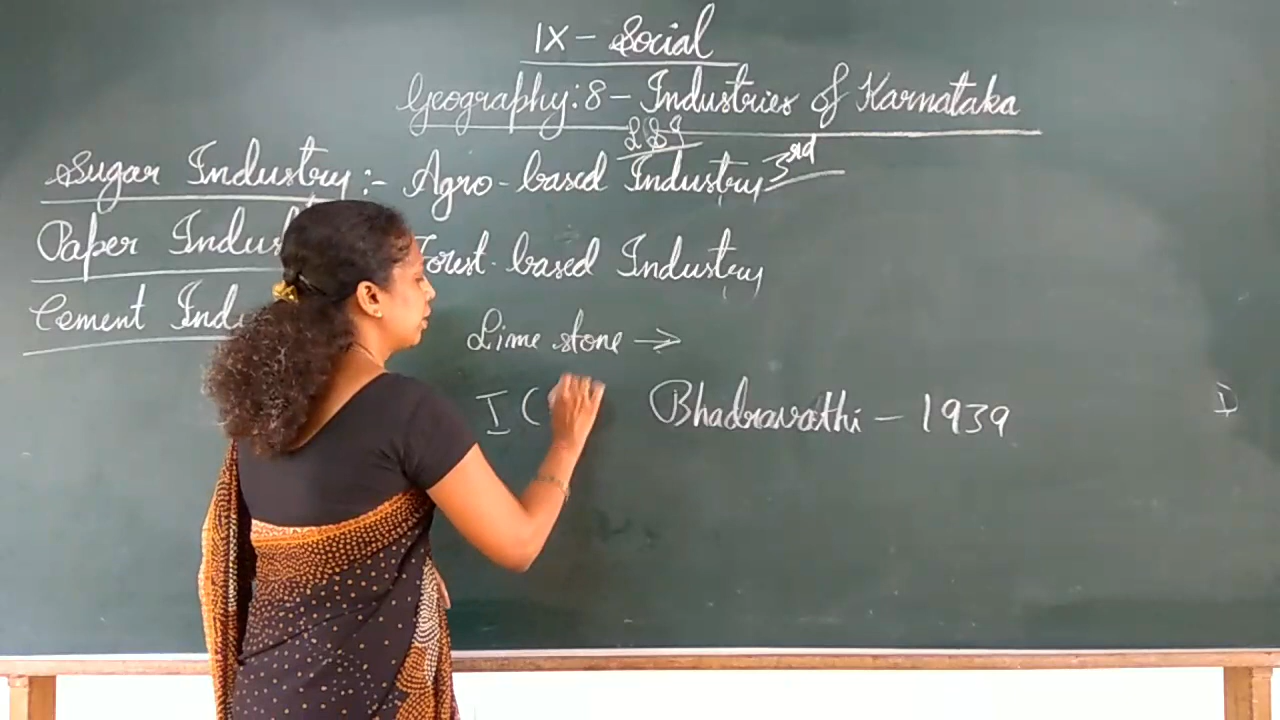 IX - Social
Geography: 8 - Industries of Karnataka
Sugar Industry :- Agro-based Industry 3rd
Paper Indus Forest-based Industry
Cement Indu
Lime stone →
I C Bhadravathi - 1939